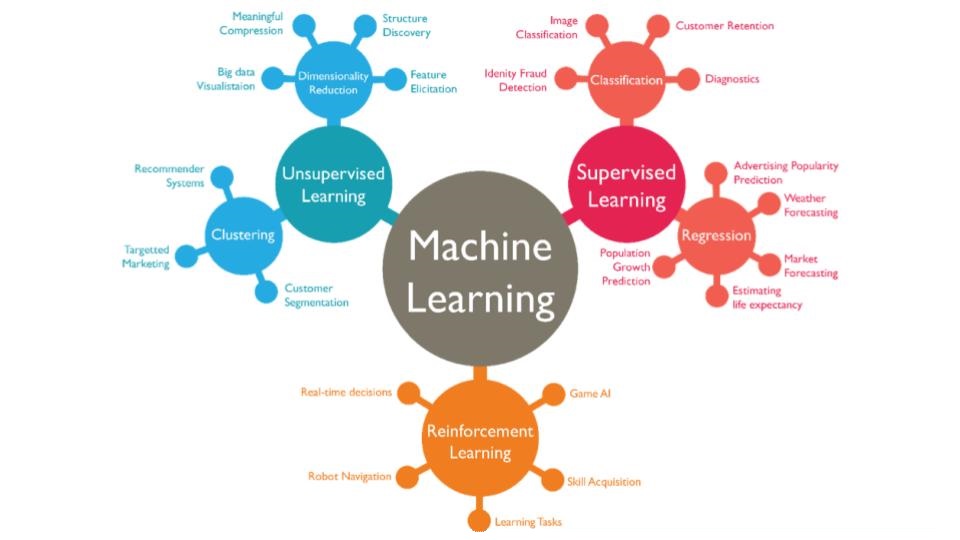 Meaningful
Compression
Structure
Discovery
Big data
Visualistaion
Dimensionality
Reduction
Feature
Elicitation
Unsupervised
Learning
Recommender
Systems
Clustering
Targetted
Marketing
Customer
Segmentation
Image
Classification
Customer Retention
Idenity Fraud
Detection
Classification
Diagnostics
Supervised
Learning
Advertising Popularity
Prediction
Weather
Forecasting
Regression
Population
Growth
Prediction
Market
Forecasting
Estimating
life expectancy
Machine
Learning
Real-time decisions
Game AI
Reinforcement
Learning
Robot Navigation
Skill Acquisition
Learning Tasks